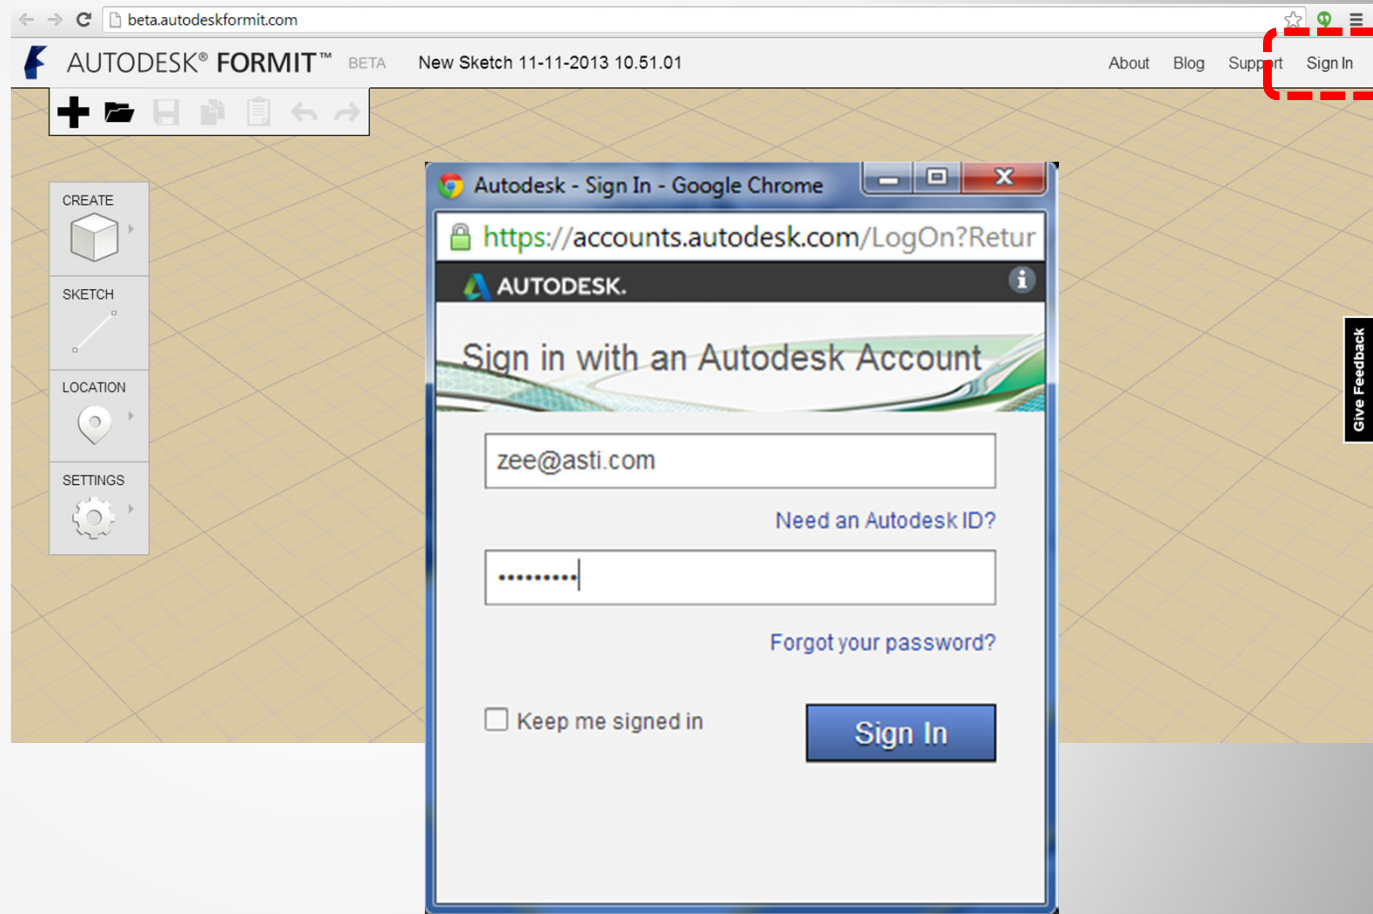 beta.autodeskformit.com
AUTODESK® FORMIT™ BETA New Sketch 11-11-2013 10.51.01 About Blog Support Sign In
CREATE
SKETCH
LOCATION
SETTINGS
Autodesk - Sign In - Google Chrome
https://accounts.autodesk.com/LogOn?Retur
AUTODESK.
Sign in with an Autodesk Account
zee@asti.com
Need an Autodesk ID?
•••••••••
Forgot your password?
Keep me signed in
Sign In
Give Feedback